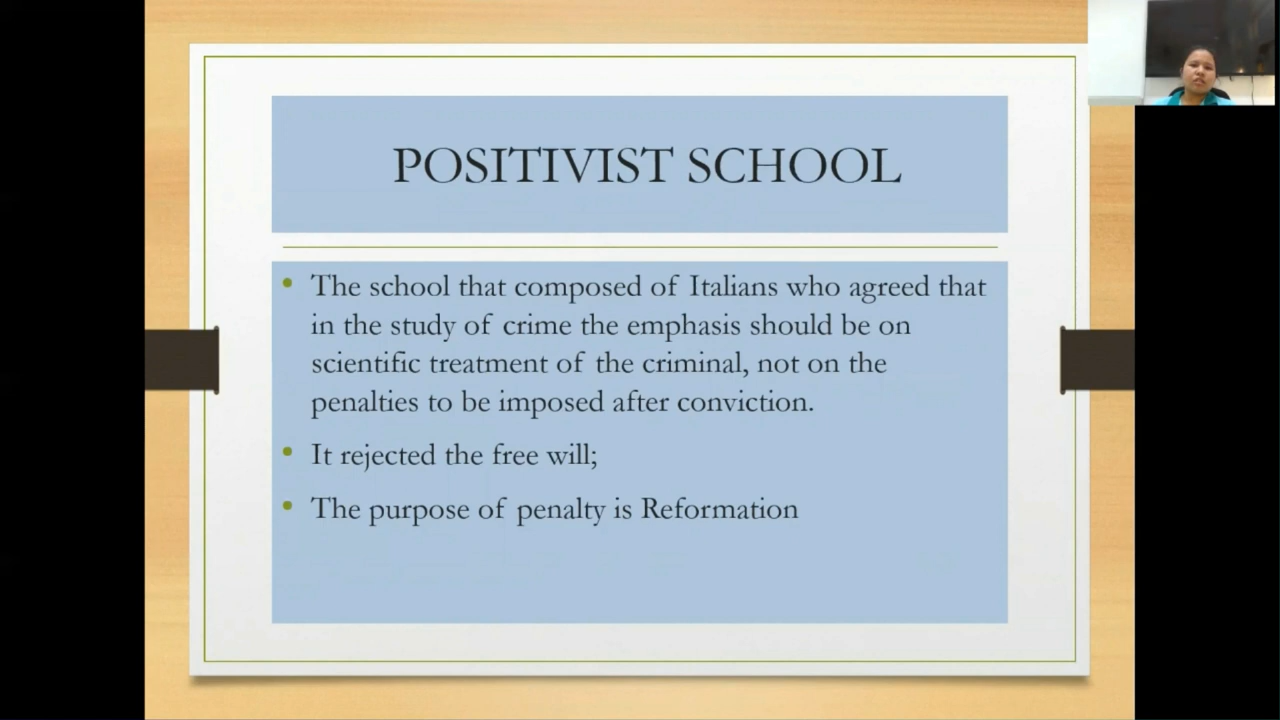 POSITIVIST SCHOOL
• The school that composed of Italians who agreed that
in the study of crime the emphasis should be on
scientific treatment of the criminal, not on the
penalties to be imposed after conviction.
• It rejected the free will;
• The purpose of penalty is Reformation